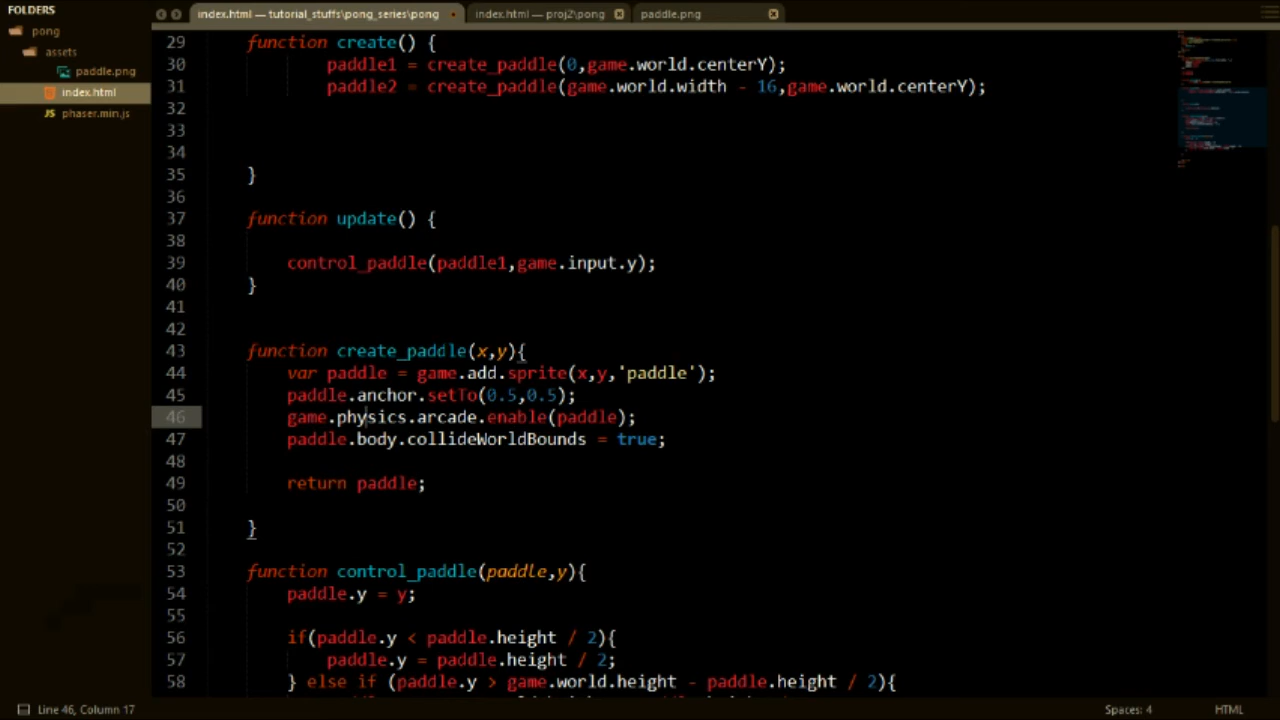 FOLDERS
pong
assets
paddle.png
index.html
phaser.min.js
index.html — tutorial_stuffs\pong_series\pong
index.html — proj2\pong
paddle.png
29 function create() {
30 paddle1 = create_paddle(0,game.world.centerY);
31 paddle2 = create_paddle(game.world.width - 16,game.world.centerY);
32
33
34
35 }
36
37 function update() {
38
39 control_paddle(paddle1,game.input.y);
40 }
41
42
43 function create_paddle(x,y){
44 var paddle = game.add.sprite(x,y,'paddle');
45 paddle.anchor.setTo(0.5,0.5);
46 game.physics.arcade.enable(paddle);
47 paddle.body.collideWorldBounds = true;
48
49 return paddle;
50
51 }
52
53 function control_paddle(paddle,y){
54 paddle.y = y;
55
56 if(paddle.y < paddle.height / 2){
57 paddle.y = paddle.height / 2;
58 } else if (paddle.y > game.world.height - paddle.height / 2){
Line 46, Column 17
Spaces: 4
HTML